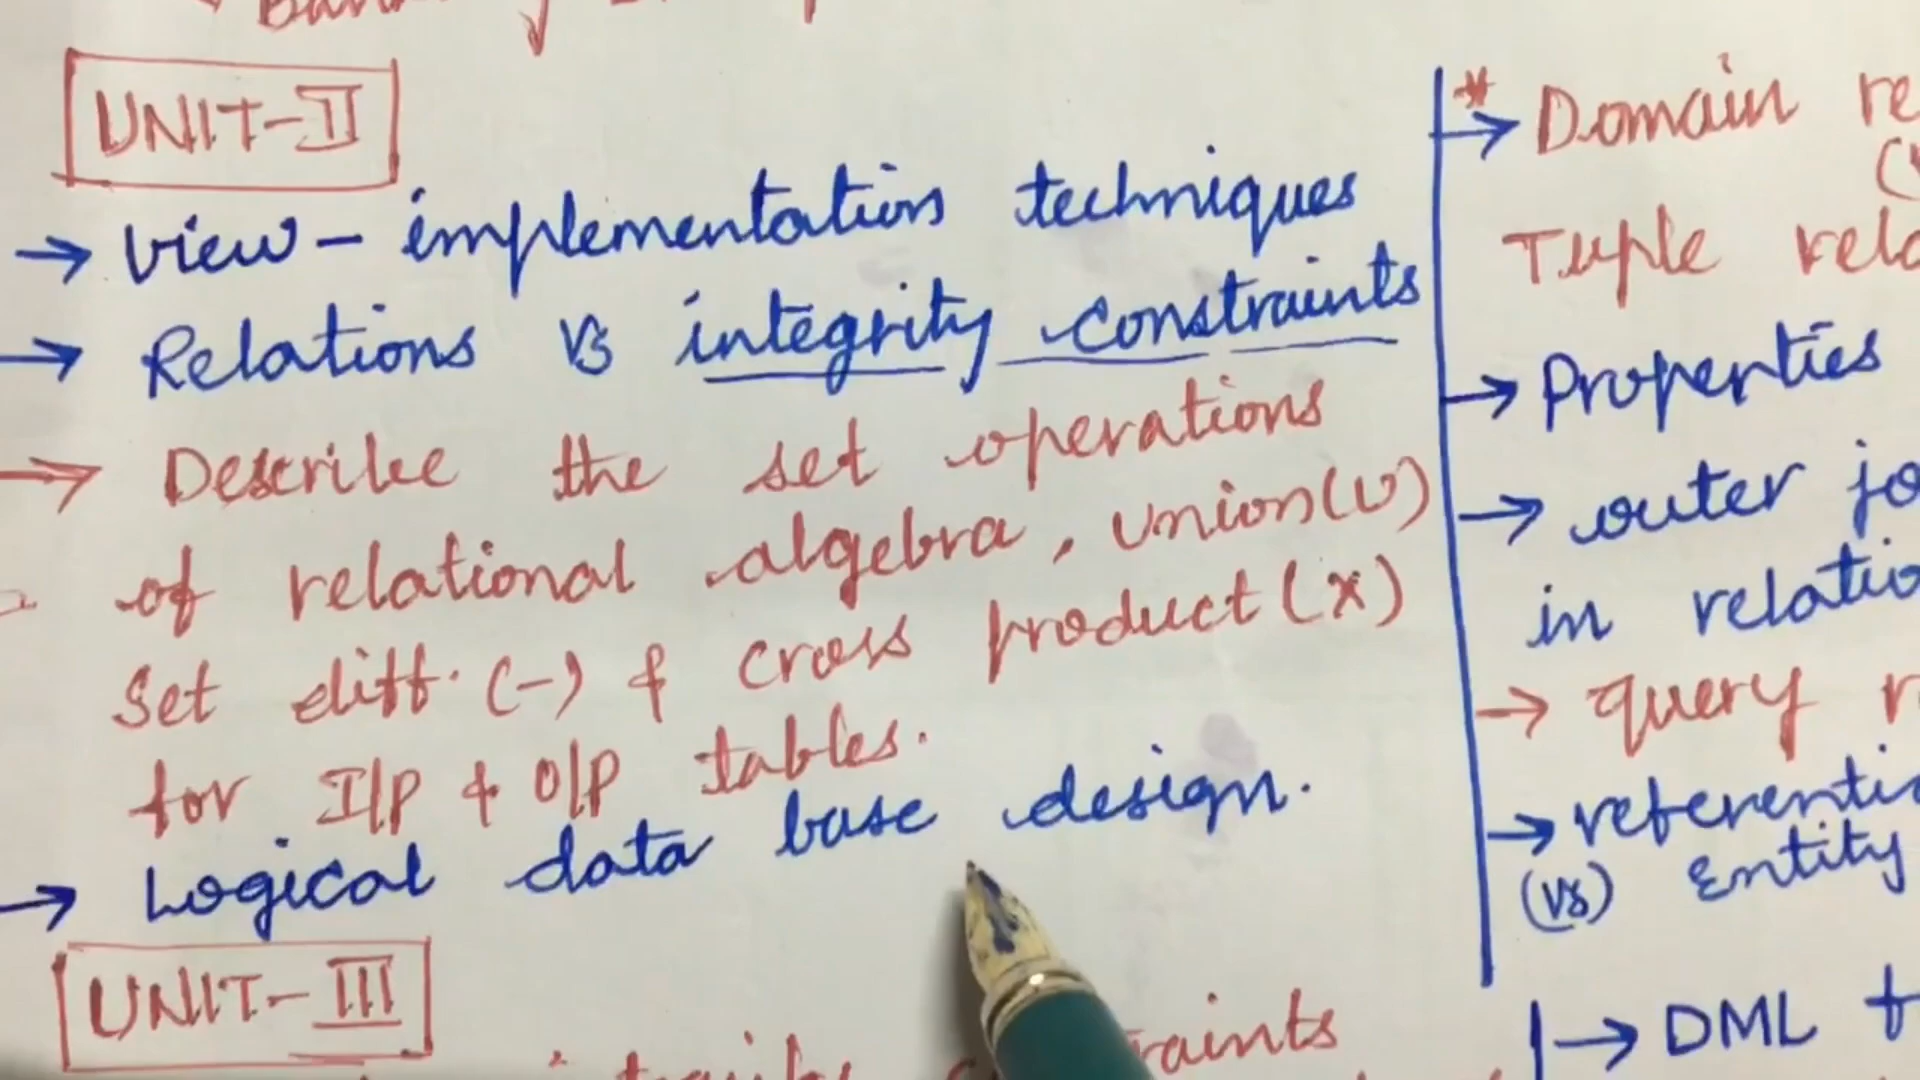 UNIT-II
→ View - implementation techniques
→ Relations Vs integrity constraints
→ Describe the set operations
of relational algebra, union(U)
Set diff. (-) & cross product (x)
for I/P & O/P tables.
→ Logical data base design.
* → Domain
Tuple
→ Properties
→ outer
in
→ query
→
(Vs) Entity
UNIT-III
→ DML